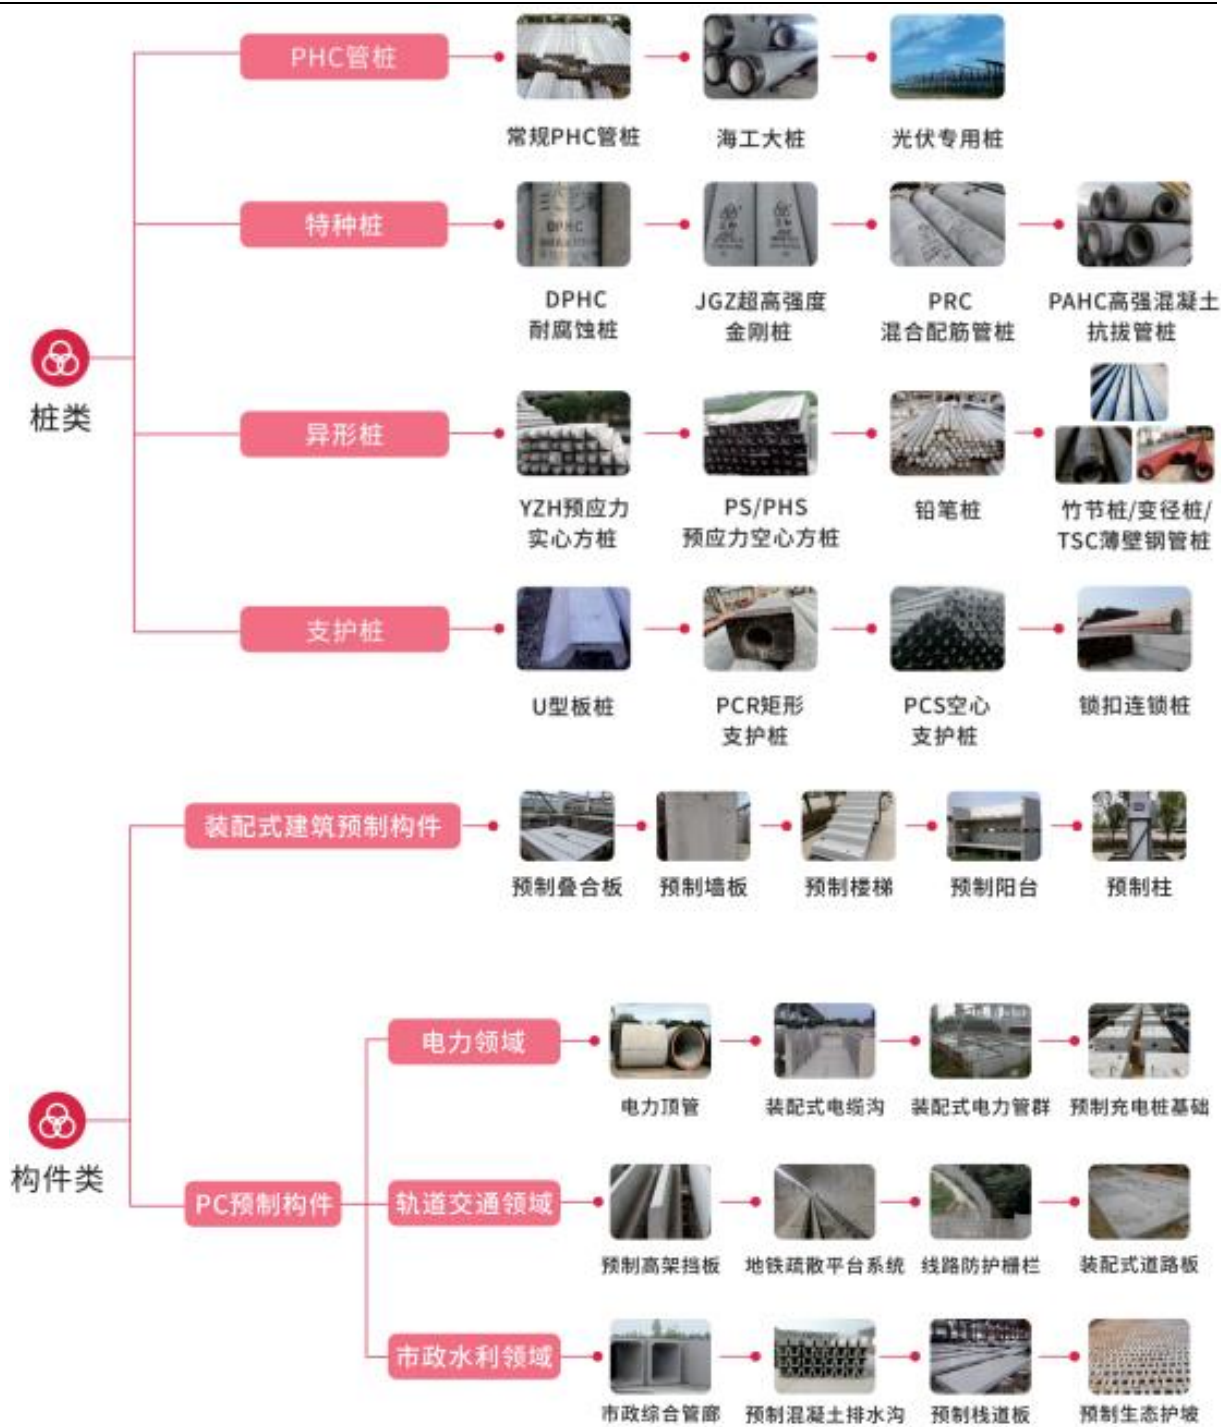 PHC管桩
常规PHC管桩
海工大桩
光伏专用桩
特种桩
DPHC
DPHC
耐腐蚀桩
JGZ超高强度
金刚桩
PRC
混合配筋管桩
PAHC高强混凝土
抗拔管桩
桩类
异形桩
YZH预应力
实心方桩
PS/PHS
预应力空心方桩
铅笔桩
竹节桩/变径桩/
TSC薄壁钢管桩
支护桩
U型板桩
PCR矩形
支护桩
PCS空心
支护桩
锁扣连锁桩
装配式建筑预制构件
预制叠合板
预制墙板
预制楼梯
预制阳台
预制柱
构件类
PC预制构件
电力领域
电力顶管
装配式电缆沟
装配式电力管群
预制充电桩基础
轨道交通领域
预制高架挡板
地铁疏散平台系统
线路防护栅栏
装配式道路板
市政水利领域
市政综合管廊
预制混凝土排水沟
预制栈道板
预制生态护坡